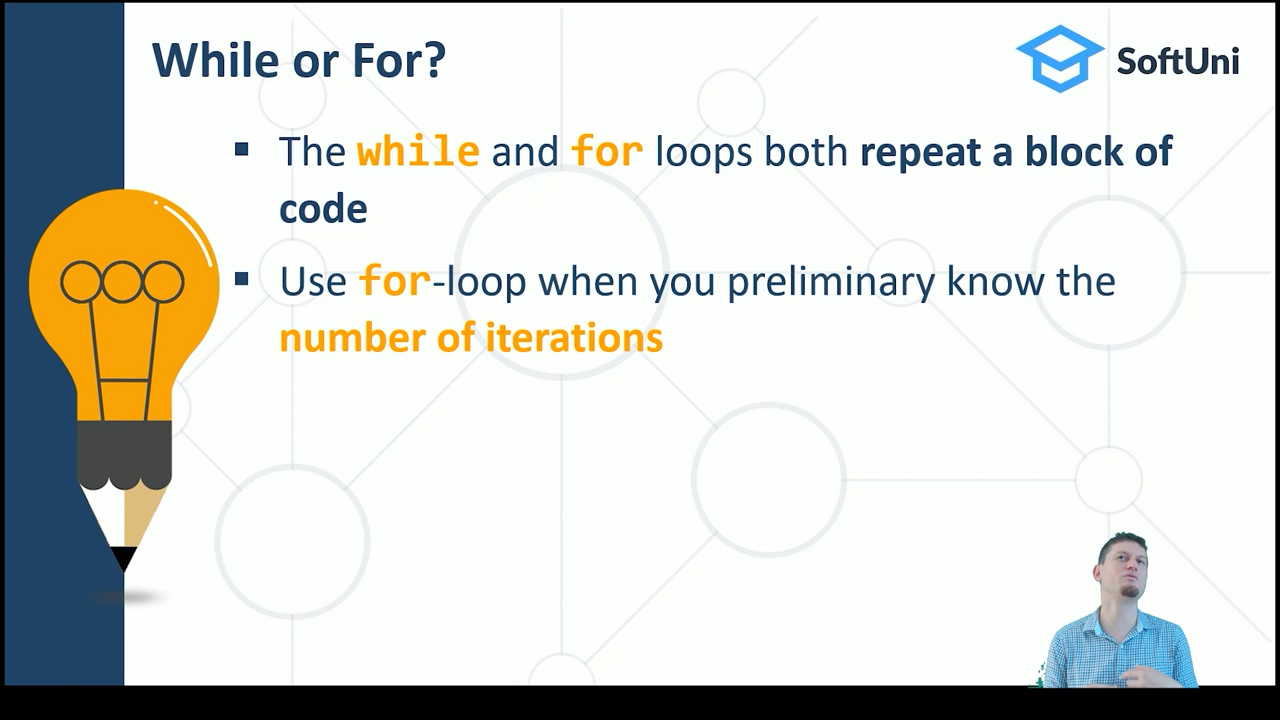 While or For?
SoftUni
▪ The while and for loops both repeat a block of
code
▪ Use for-loop when you preliminary know the
number of iterations